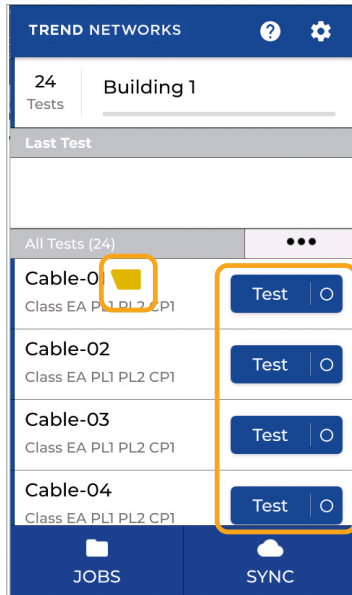 TREND NETWORKS
24
Tests
Building 1
Last Test
All Tests (24)
Cable-01
Class EA PL1 PL2 CP1
Test
Cable-02
Class EA PL1 PL2 CP1
Test
Cable-03
Class EA PL1 PL2 CP1
Test
Cable-04
Class EA PL1 PL2 CP1
Test
JOBS
SYNC